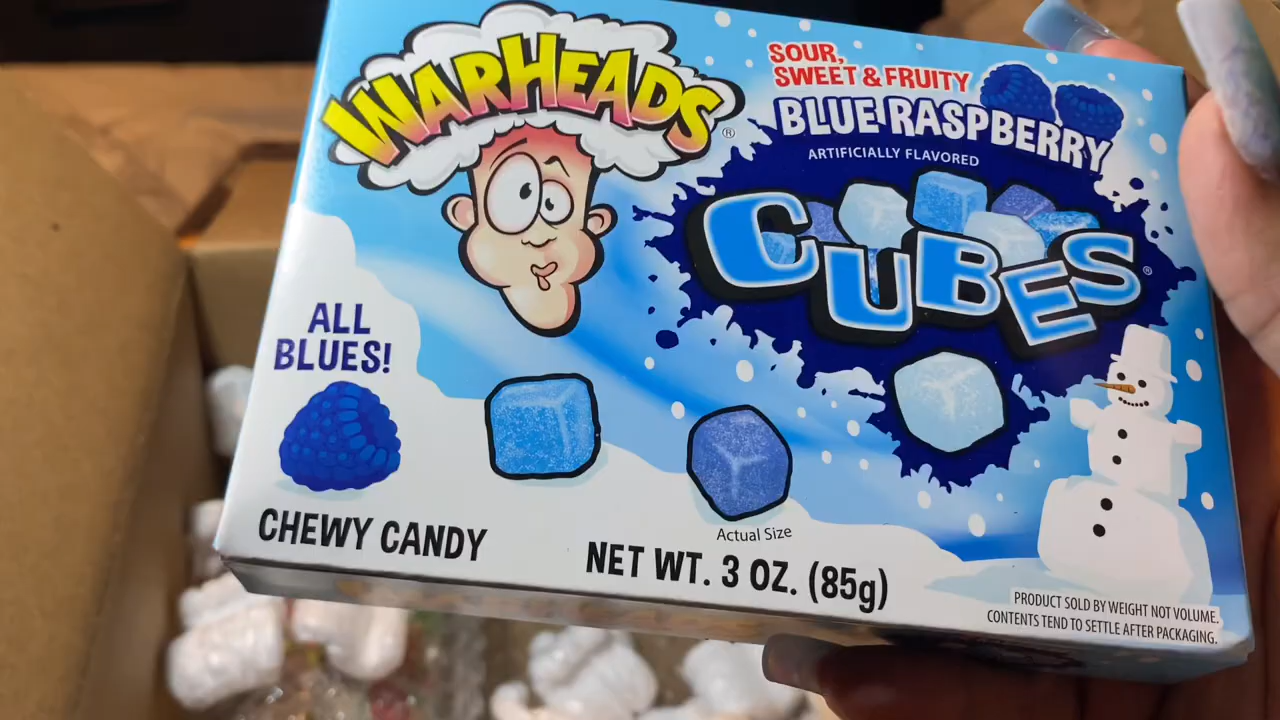 WARHEADS®
SOUR,
SWEET & FRUITY
BLUE RASPBERRY
ARTIFICIALLY FLAVORED
CUBES®
ALL
BLUES!
Actual Size
CHEWY CANDY
NET WT. 3 OZ. (85g)
PRODUCT SOLD BY WEIGHT NOT VOLUME.
CONTENTS TEND TO SETTLE AFTER PACKAGING.